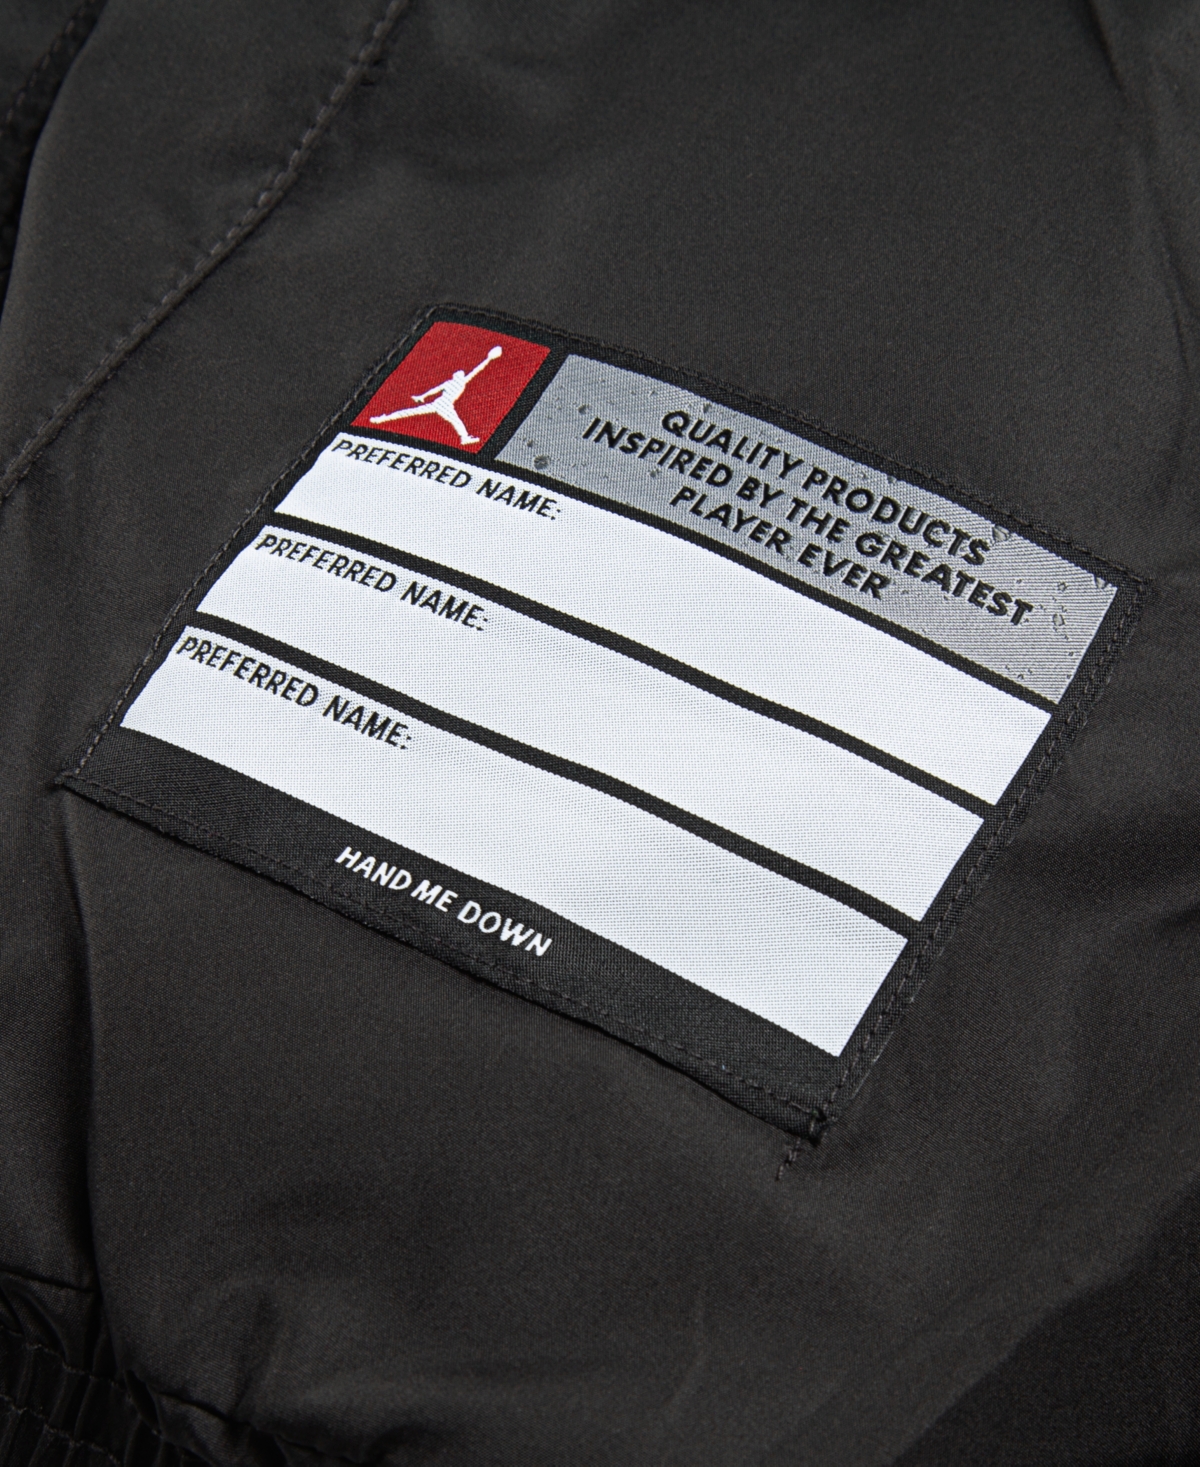 QUALITY PRODUCTS
INSPIRED BY THE GREATEST
PLAYER EVER
PREFERRED NAME:
PREFERRED NAME:
PREFERRED NAME:
HAND ME DOWN